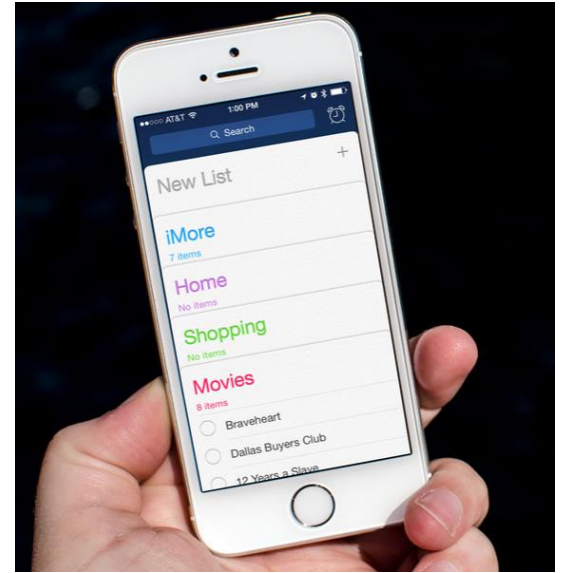 AT&T 1:00 PM
Search
New List +
iMore
7 items
Home
No items
Shopping
No items
Movies
8 items
Braveheart
Dallas Buyers Club
12 Years a Slave